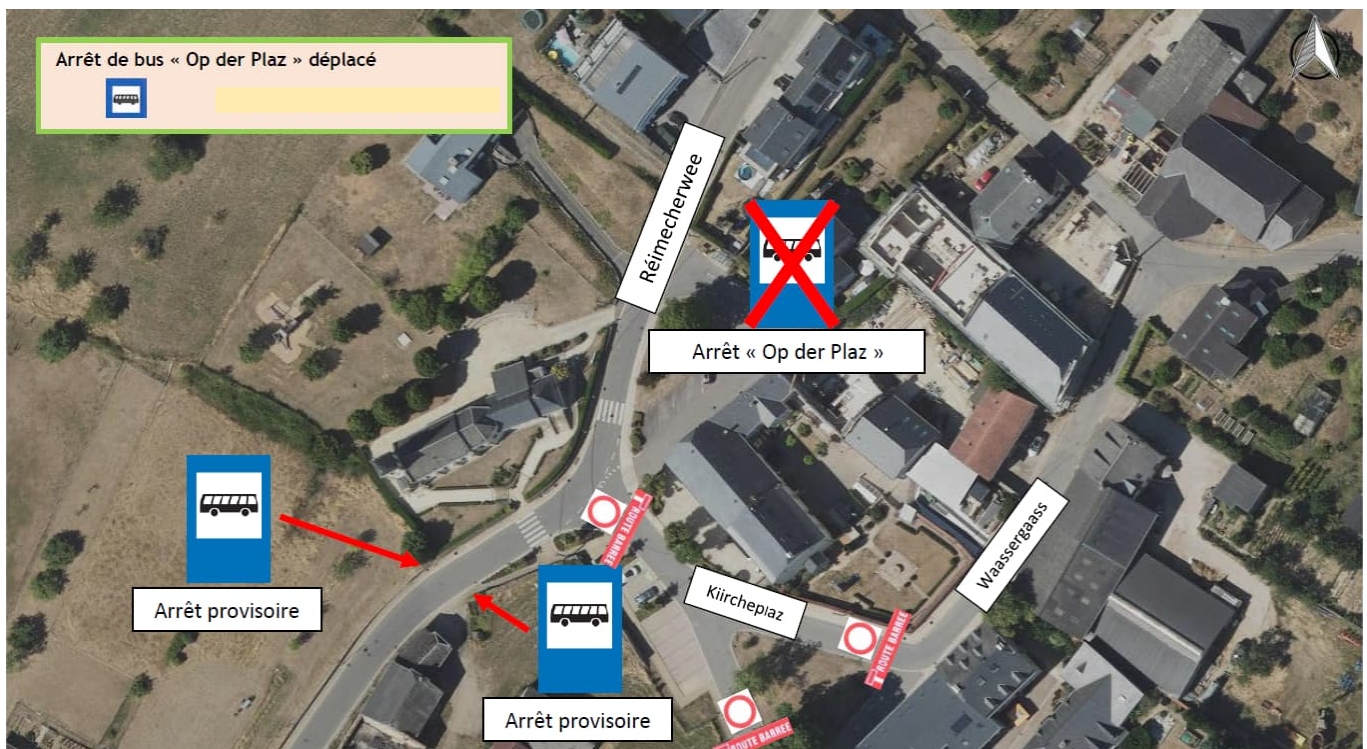 Arrêt de bus « Op der Plaz » déplacé
Réimecherwee
Arrêt « Op der Plaz »
Arrêt provisoire
ROUTE BARRÉE
Kiircheplaz
Waassergaass
ROUTE BARRÉE
Arrêt provisoire
ROUTE BARRÉE